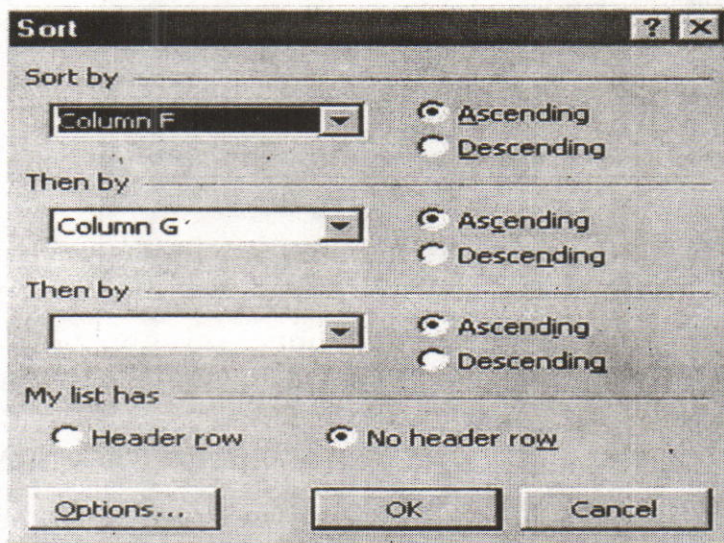 Sort
Sort by
Column F
Ascending
Descending
Then by
Column G
Ascending
Descending
Then by
Ascending
Descending
My list has
Header row
No header row
Options...
OK
Cancel